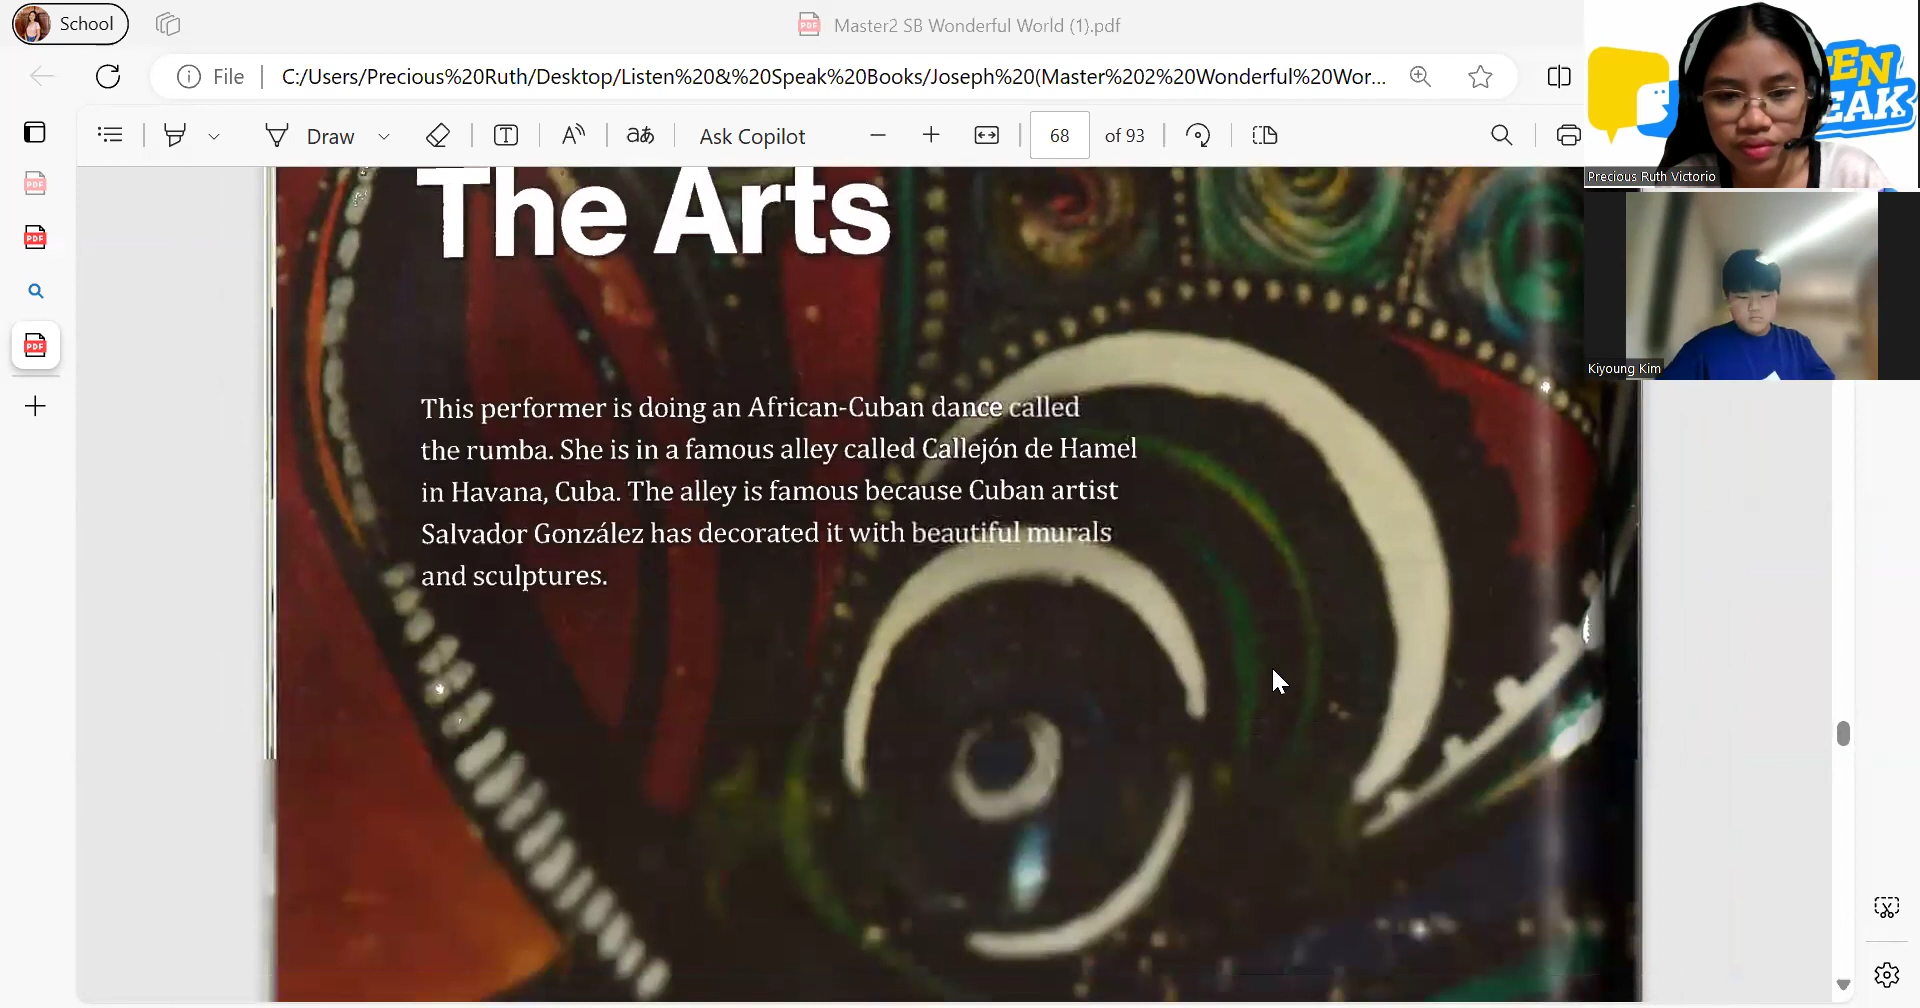 School
Master2 SB Wonderful World (1).pdf
File
C:/Users/Precious%20Ruth/Desktop/Listen%20&%20Speak%20Books/Joseph%20(Master%202%20Wonderful%20Wor...
Draw
Ask Copilot
68
of 93
EN
EAK
Precious Ruth Victorio
Kiyoung Kim
The Arts
This performer is doing an African-Cuban dance called
the rumba. She is in a famous alley called Callejón de Hamel
in Havana, Cuba. The alley is famous because Cuban artist
Salvador González has decorated it with beautiful murals
and sculptures.